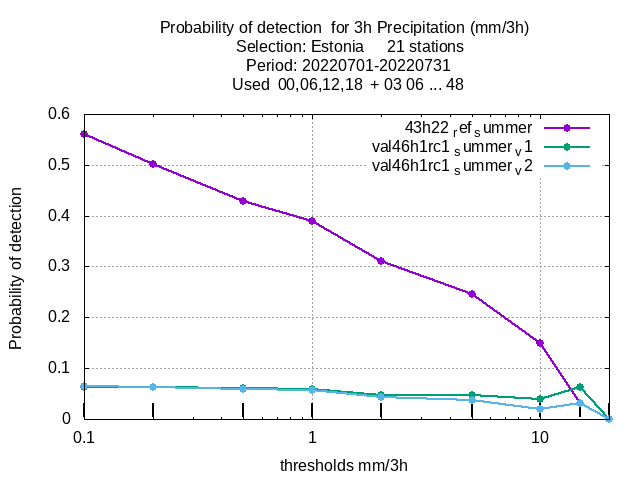 Probability of detection  for 3h Precipitation (mm/3h)
Selection: Estonia     21 stations
Period: 20220701-20220731
Used  00,06,12,18  + 03 06 ... 48
43h22 ref summer
val46h1rc1 summer v1
val46h1rc1 summer v2
Probability of detection
0.6
0.5
0.4
0.3
0.2
0.1
0
0.1
1
10
thresholds mm/3h